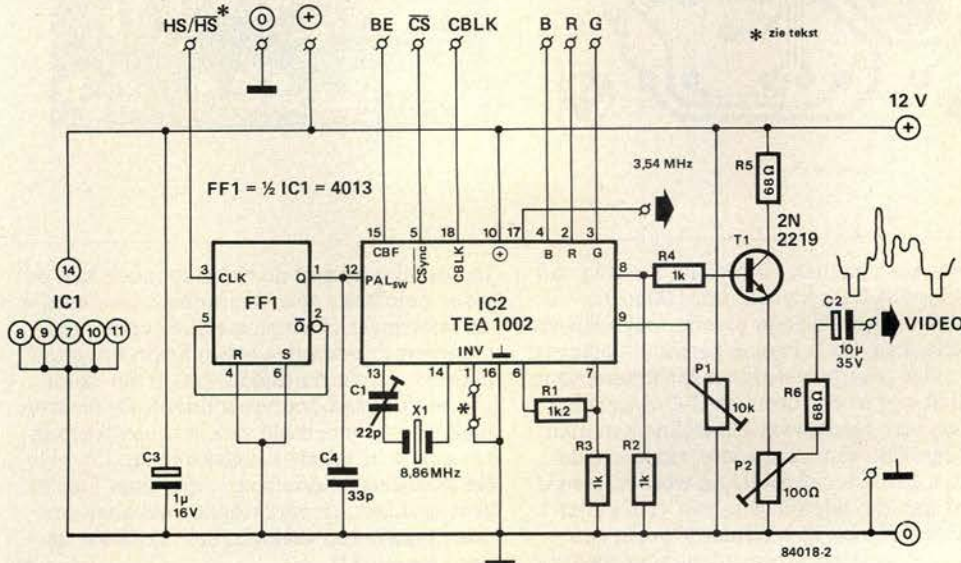 HS/HS* 0 + BE CS CBLK B R G
* zie tekst
12 V
+
3,54 MHz
R5
68Ω
FF1 = ½ IC1 = 4013
2N
2219
15 5 18 10 17 4 2 3
CBF CSync CBLK + B R G
T1
14
IC1
3 CLK FF1 Q 1 12 PALSW
8 R4
1k
IC2
TEA 1002
5 Q 2
9
C2
VIDEO
8 9 7 10 11
10µ
35V
R S
4 6
INV
13 14 1 16 6 7
P1
10k
R6
68Ω
C1
22p
X1
8.86MHz
*
R1
1k2
R3
1k
R2
1k
P2
100Ω
C3
1µ
16V
C4
33p
84018-2
0